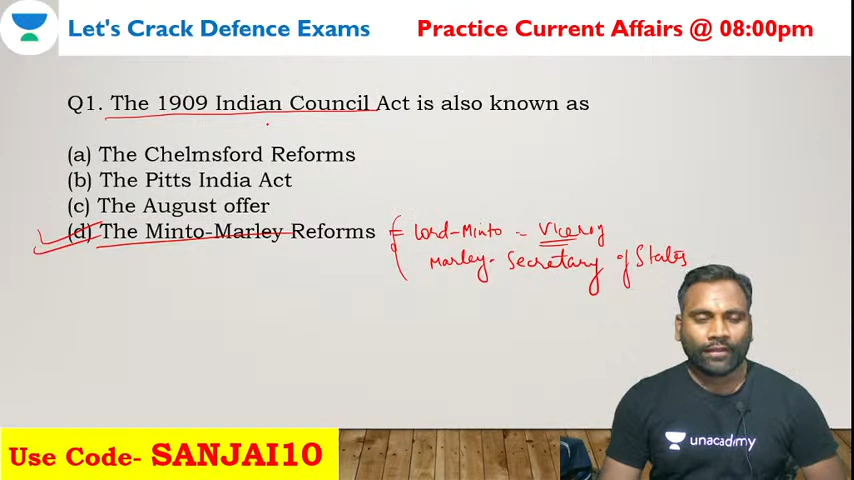 Let's Crack Defence Exams
Practice Current Affairs @ 08:00pm
Q1. The 1909 Indian Council Act is also known as
(a) The Chelmsford Reforms
(b) The Pitts India Act
(c) The August offer
(d) The Minto-Marley Reforms
Lord-Minto - Viceroy
Marley - Secretary of States
unacademy
Use Code- SANJAI10